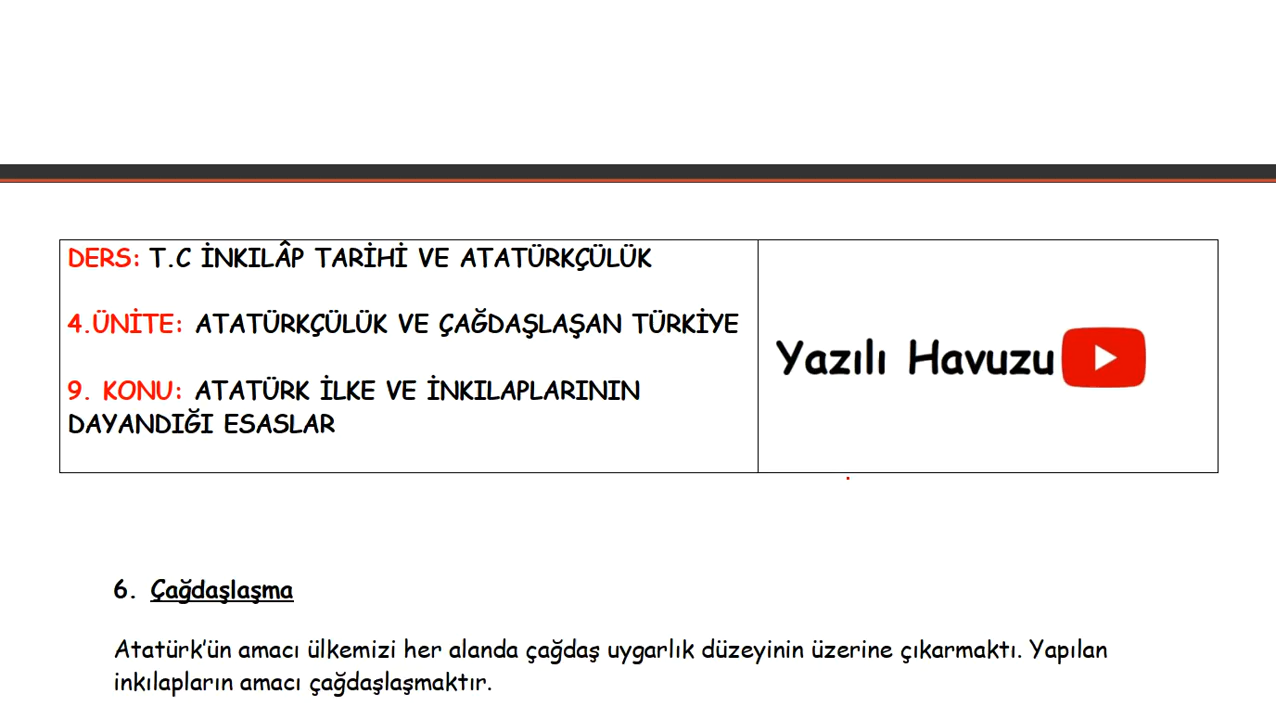 DERS: T.C İNKILÂP TARİHİ VE ATATÜRKÇÜLÜK
4.ÜNİTE: ATATÜRKÇÜLÜK VE ÇAĞDAŞLAŞAN TÜRKİYE
9. KONU: ATATÜRK İLKE VE İNKILAPLARININ
DAYANDIĞI ESASLAR
Yazılı Havuzu
6. Çağdaşlaşma
Atatürk'ün amacı ülkemizi her alanda çağdaş uygarlık düzeyinin üzerine çıkarmaktı. Yapılan
inkılapların amacı çağdaşlaşmaktır.